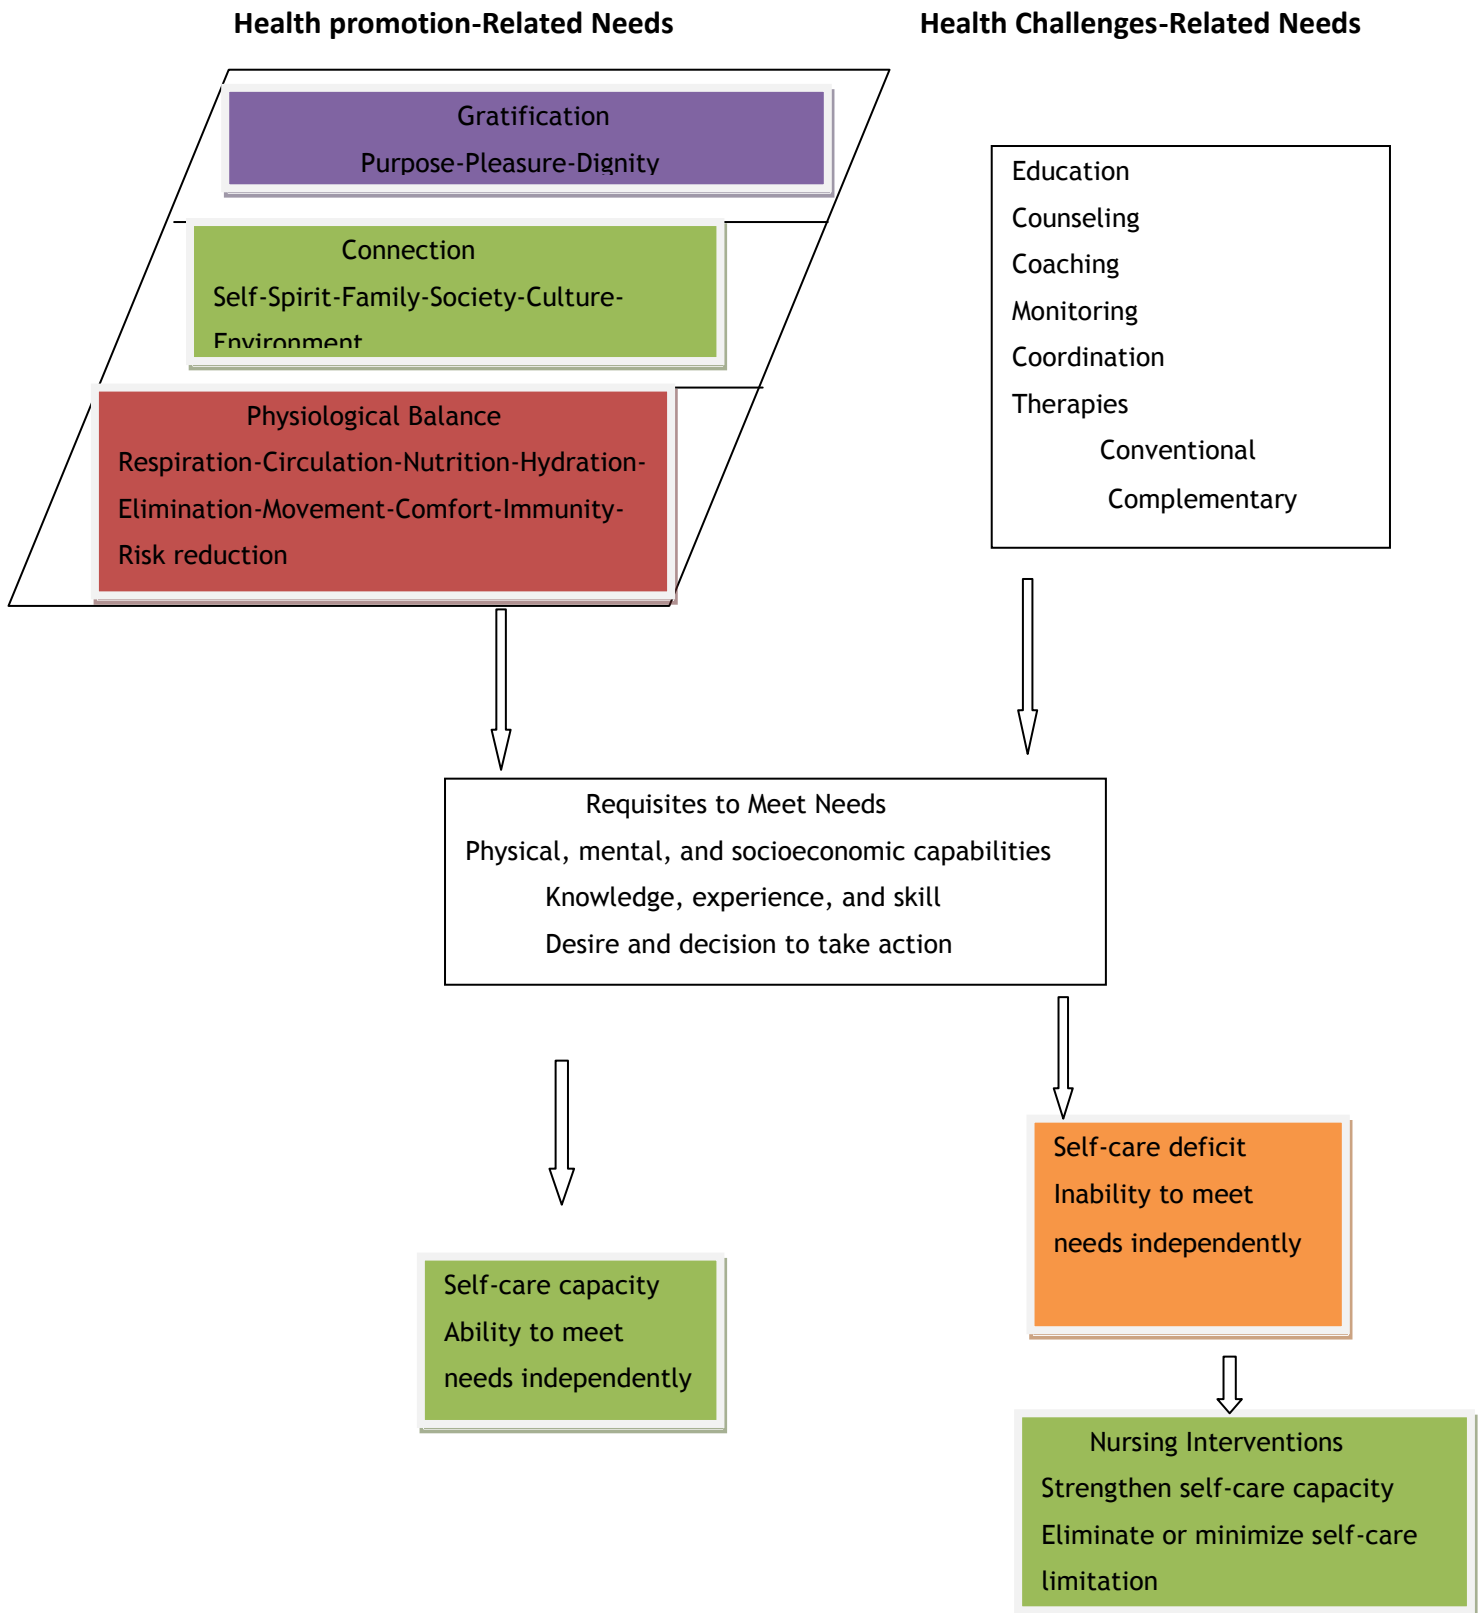 Health promotion-Related Needs
Health Challenges-Related Needs
Gratification
Purpose-Pleasure-Dignity
Connection
Self-Spirit-Family-Society-Culture-
Environment
Physiological Balance
Respiration-Circulation-Nutrition-Hydration-
Elimination-Movement-Comfort-Immunity-
Risk reduction
Education
Counseling
Coaching
Monitoring
Coordination
Therapies
Conventional
Complementary
Requisites to Meet Needs
Physical, mental, and socioeconomic capabilities
Knowledge, experience, and skill
Desire and decision to take action
Self-care capacity
Ability to meet
needs independently
Self-care deficit
Inability to meet
needs independently
Nursing Interventions
Strengthen self-care capacity
Eliminate or minimize self-care
limitation